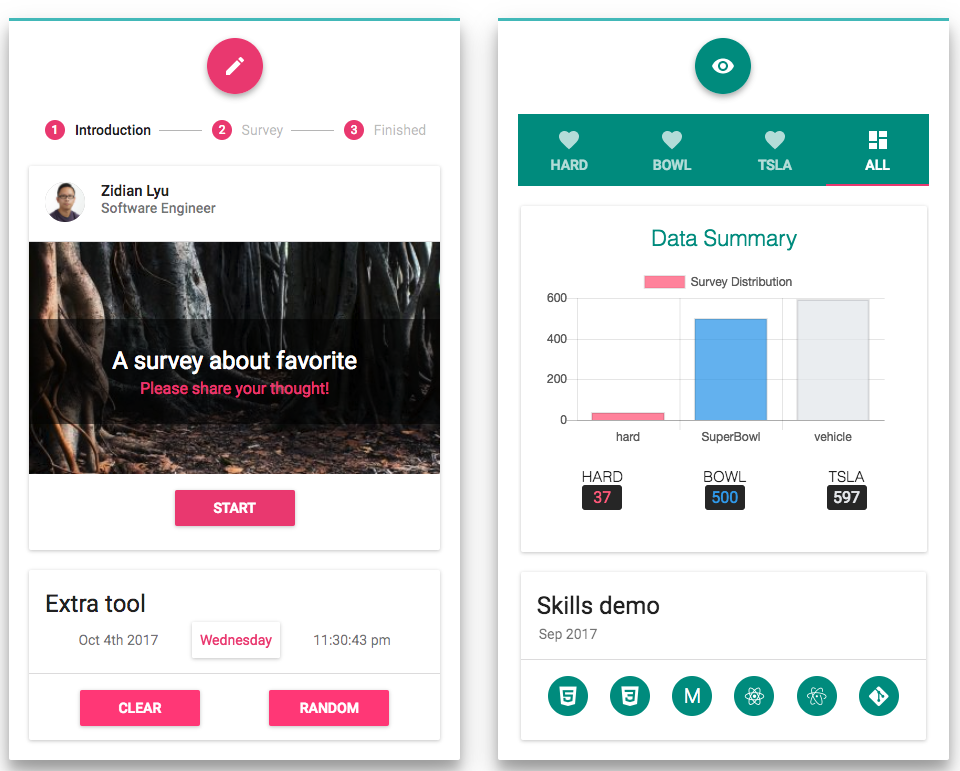 1 Introduction 2 Survey 3 Finished
Zidian Lyu
Software Engineer
A survey about favorite
Please share your thought!
START
Extra tool
Oct 4th 2017 Wednesday 11:30:43 pm
CLEAR RANDOM
HARD BOWL TSLA ALL
Data Summary
Survey Distribution
600
400
200
0
hard SuperBowl vehicle
HARD BOWL TSLA
37 500 597
Skills demo
Sep 2017
5 3 M